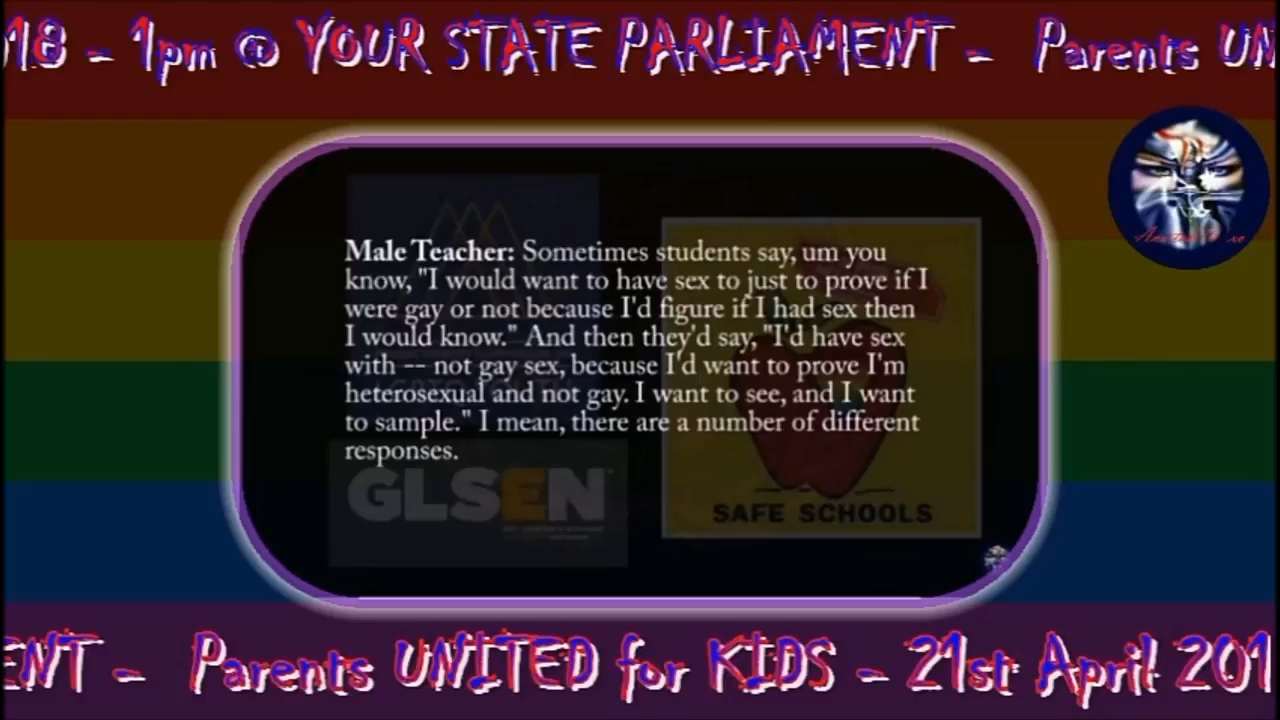 018 - 1pm @ YOUR STATE PARLIAMENT - Parents UN
Male Teacher: Sometimes students say, um you
know, "I would want to have sex to just to prove if I
were gay or not because I'd figure if I had sex then
I would know." And then they'd say, "I'd have sex
with -- not gay sex, because I'd want to prove I'm
heterosexual and not gay. I want to see, and I want
to sample." I mean, there are a number of different
responses.
GLSEN
SAFE SCHOOLS
ENT - Parents UNITED for KIDS - 21st April 201